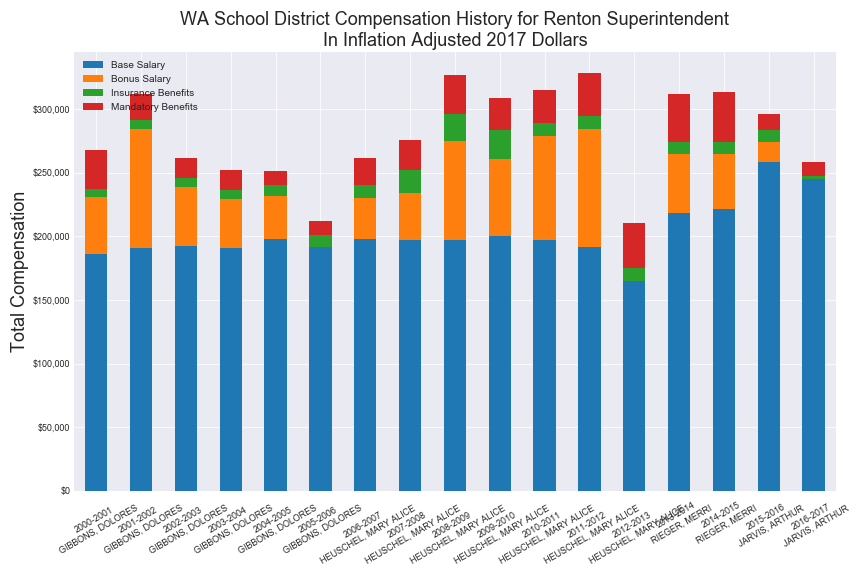 WA School District Compensation History for Renton Superintendent
In Inflation Adjusted 2017 Dollars
Base Salary
Bonus Salary
Insurance Benefits
Mandatory Benefits
Total Compensation
$300,000
$250,000
$200,000
$150,000
$100,000
$50,000
$0
2000-2001
GIBBONS, DOLORES
2001-2002
GIBBONS, DOLORES
2002-2003
GIBBONS, DOLORES
2003-2004
GIBBONS, DOLORES
2004-2005
GIBBONS, DOLORES
2005-2006
GIBBONS, DOLORES
2006-2007
HEUSCHEL, MARY ALICE
2007-2008
HEUSCHEL, MARY ALICE
2008-2009
HEUSCHEL, MARY ALICE
2009-2010
HEUSCHEL, MARY ALICE
2010-2011
HEUSCHEL, MARY ALICE
2011-2012
HEUSCHEL, MARY ALICE
2012-2013
HEUSCHEL, MARY ALICE
2013-2014
RIEGER, MERRI
2014-2015
RIEGER, MERRI
2015-2016
JARVIS, ARTHUR
2016-2017
JARVIS, ARTHUR